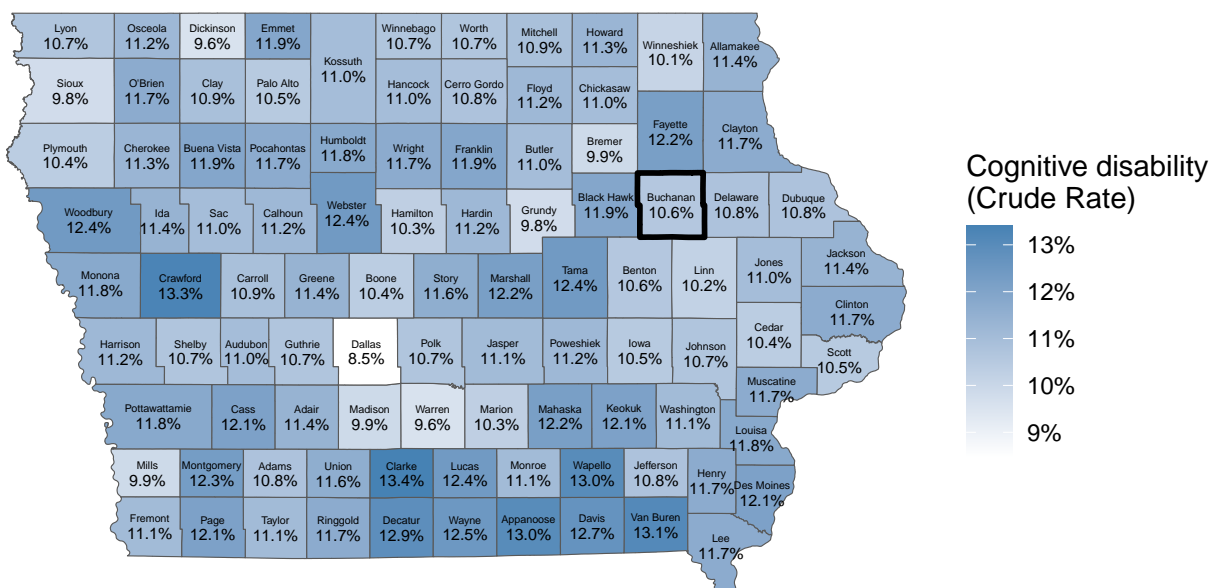 Lyon
10.7%
Osceola
11.2%
Dickinson
9.6%
Emmet
11.9%
Kossuth
11.0%
Winnebago
10.7%
Worth
10.7%
Mitchell
10.9%
Howard
11.3%
Winneshiek
10.1%
Allamakee
11.4%
Sioux
9.8%
O'Brien
11.7%
Clay
10.9%
Palo Alto
10.5%
Hancock
11.0%
Cerro Gordo
10.8%
Floyd
11.2%
Chickasaw
11.0%
Fayette
12.2%
Clayton
11.7%
Plymouth
10.4%
Cherokee
11.3%
Buena Vista
11.9%
Pocahontas
11.7%
Humboldt
11.8%
Wright
11.7%
Franklin
11.9%
Butler
11.0%
Bremer
9.9%
Woodbury
12.4%
Ida
11.4%
Sac
11.0%
Calhoun
11.2%
Webster
12.4%
Hamilton
10.3%
Hardin
11.2%
Grundy
9.8%
Black Hawk
11.9%
Buchanan
10.6%
Delaware
10.8%
Dubuque
10.8%
Monona
11.8%
Crawford
13.3%
Carroll
10.9%
Greene
11.4%
Boone
10.4%
Story
11.6%
Marshall
12.2%
Tama
12.4%
Benton
10.6%
Linn
10.2%
Jones
11.0%
Jackson
11.4%
Clinton
11.7%
Harrison
11.2%
Shelby
10.7%
Audubon
11.0%
Guthrie
10.7%
Dallas
8.5%
Polk
10.7%
Jasper
11.1%
Poweshiek
11.2%
Iowa
10.5%
Johnson
10.7%
Cedar
10.4%
Scott
10.5%
Muscatine
11.7%
Pottawattamie
11.8%
Cass
12.1%
Adair
11.4%
Madison
9.9%
Warren
9.6%
Marion
10.3%
Mahaska
12.2%
Keokuk
12.1%
Washington
11.1%
Louisa
11.8%
Mills
9.9%
Montgomery
12.3%
Adams
10.8%
Union
11.6%
Clarke
13.4%
Lucas
12.4%
Monroe
11.1%
Wapello
13.0%
Jefferson
10.8%
Henry
11.7%
Des Moines
12.1%
Fremont
11.1%
Page
12.1%
Taylor
11.1%
Ringgold
11.7%
Decatur
12.9%
Wayne
12.5%
Appanoose
13.0%
Davis
12.7%
Van Buren
13.1%
Lee
11.7%
Cognitive disability
(Crude Rate)
13%
12%
11%
10%
9%